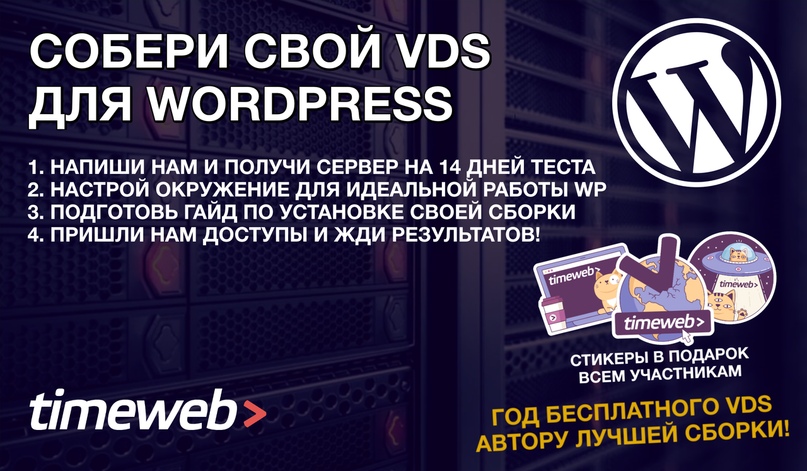 СОБЕРИ СВОЙ VDS
ДЛЯ WORDPRESS
1. НАПИШИ НАМ И ПОЛУЧИ СЕРВЕР НА 14 ДНЕЙ ТЕСТА
2. НАСТРОЙ ОКРУЖЕНИЕ ДЛЯ ИДЕАЛЬНОЙ РАБОТЫ WP
3. ПОДГОТОВЬ ГАЙД ПО УСТАНОВКЕ СВОЕЙ СБОРКИ
4. ПРИШЛИ НАМ ДОСТУПЫ И ЖДИ РЕЗУЛЬТАТОВ!
W
timeweb>
timeweb>
timeweb>
СТИКЕРЫ В ПОДАРОК
ВСЕМ УЧАСТНИКАМ
timeweb>
ГОД БЕСПЛАТНОГО VDS
АВТОРУ ЛУЧШЕЙ СБОРКИ!